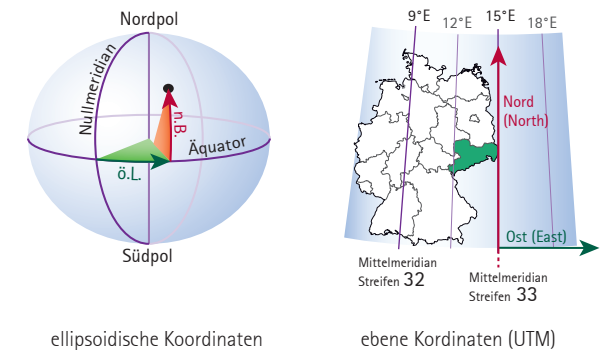 Nordpol
Nullmeridian
n.B.
Äquator
ö.L.
Südpol
ellipsoidische Koordinaten
9°E 12°E 15°E 18°E
Nord
(North)
Ost (East)
Mittelmeridian
Streifen 32
Mittelmeridian
Streifen 33
ebene Kordinaten (UTM)